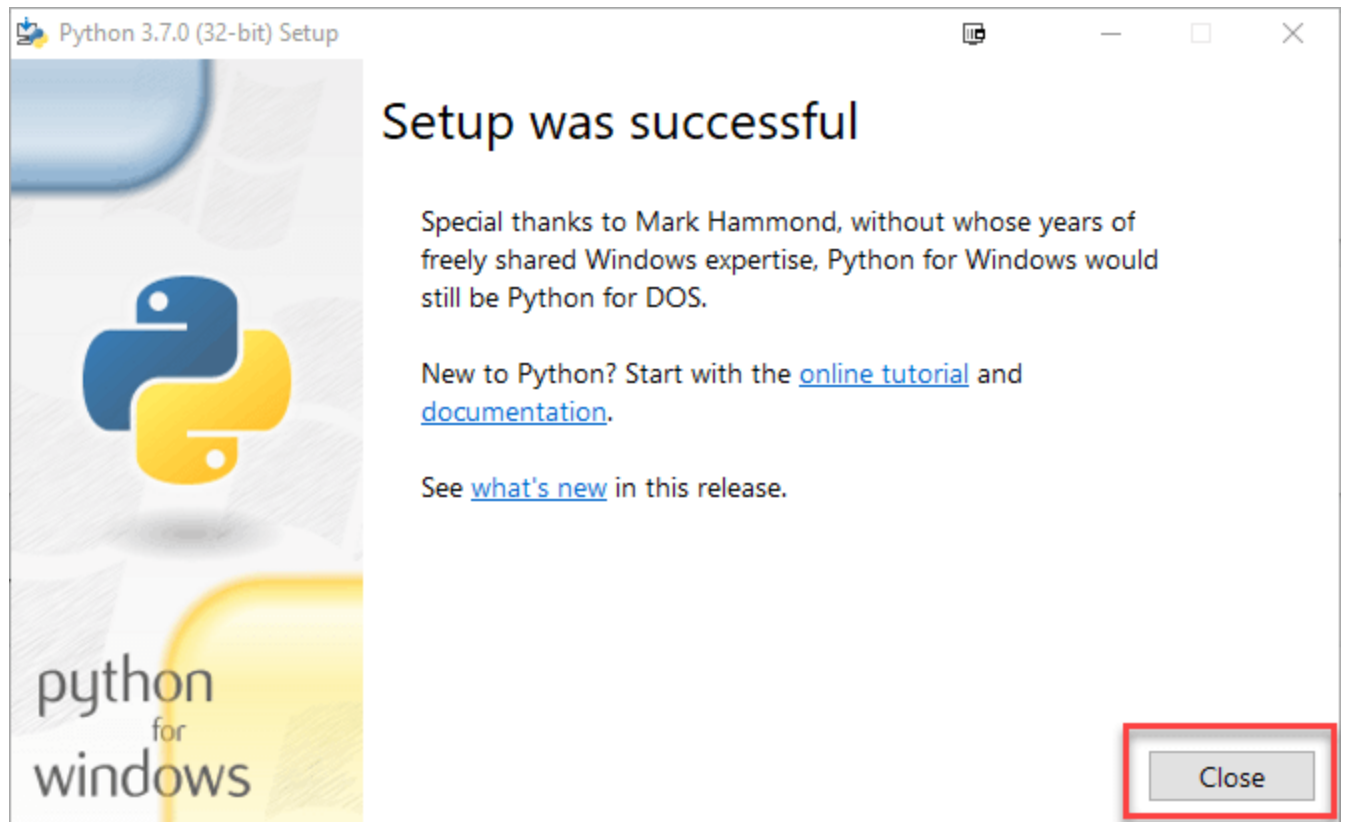 Python 3.7.0 (32-bit) Setup
Setup was successful
Special thanks to Mark Hammond, without whose years of
freely shared Windows expertise, Python for Windows would
still be Python for DOS.
New to Python? Start with the online tutorial and
documentation.
See what's new in this release.
python
for
windows
Close